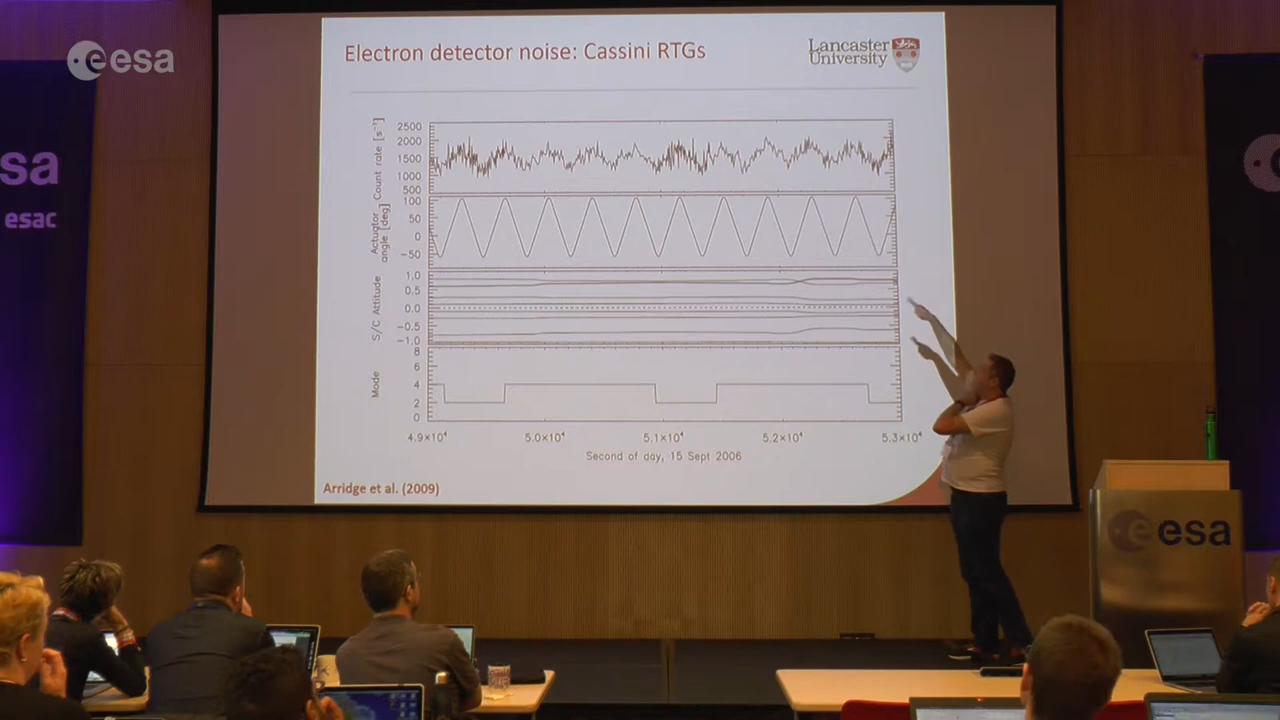 esa
Electron detector noise: Cassini RTGs
Lancaster
University
sa
esac
Count rate [s⁻¹]
2500
2000
1500
1000
500
Actuator
angle [deg]
100
50
0
−50
S/C Attitude
1.0
0.5
0.0
−0.5
−1.0
Mode
8
6
4
2
0
4.9×10⁴
5.0×10⁴
5.1×10⁴
5.2×10⁴
5.3×10⁴
Second of day, 15 Sept 2006
Arridge et al. (2009)
esa